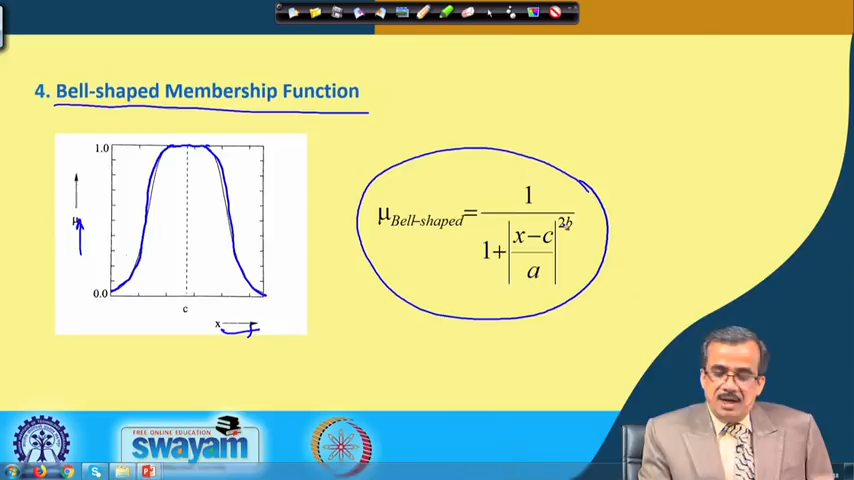 4. Bell-shaped Membership Function
1.0
μ
0.0
c
x
μBell-shaped = 1 / (1 + |x−c / a|^2b)
FREE ONLINE EDUCATION
swayam